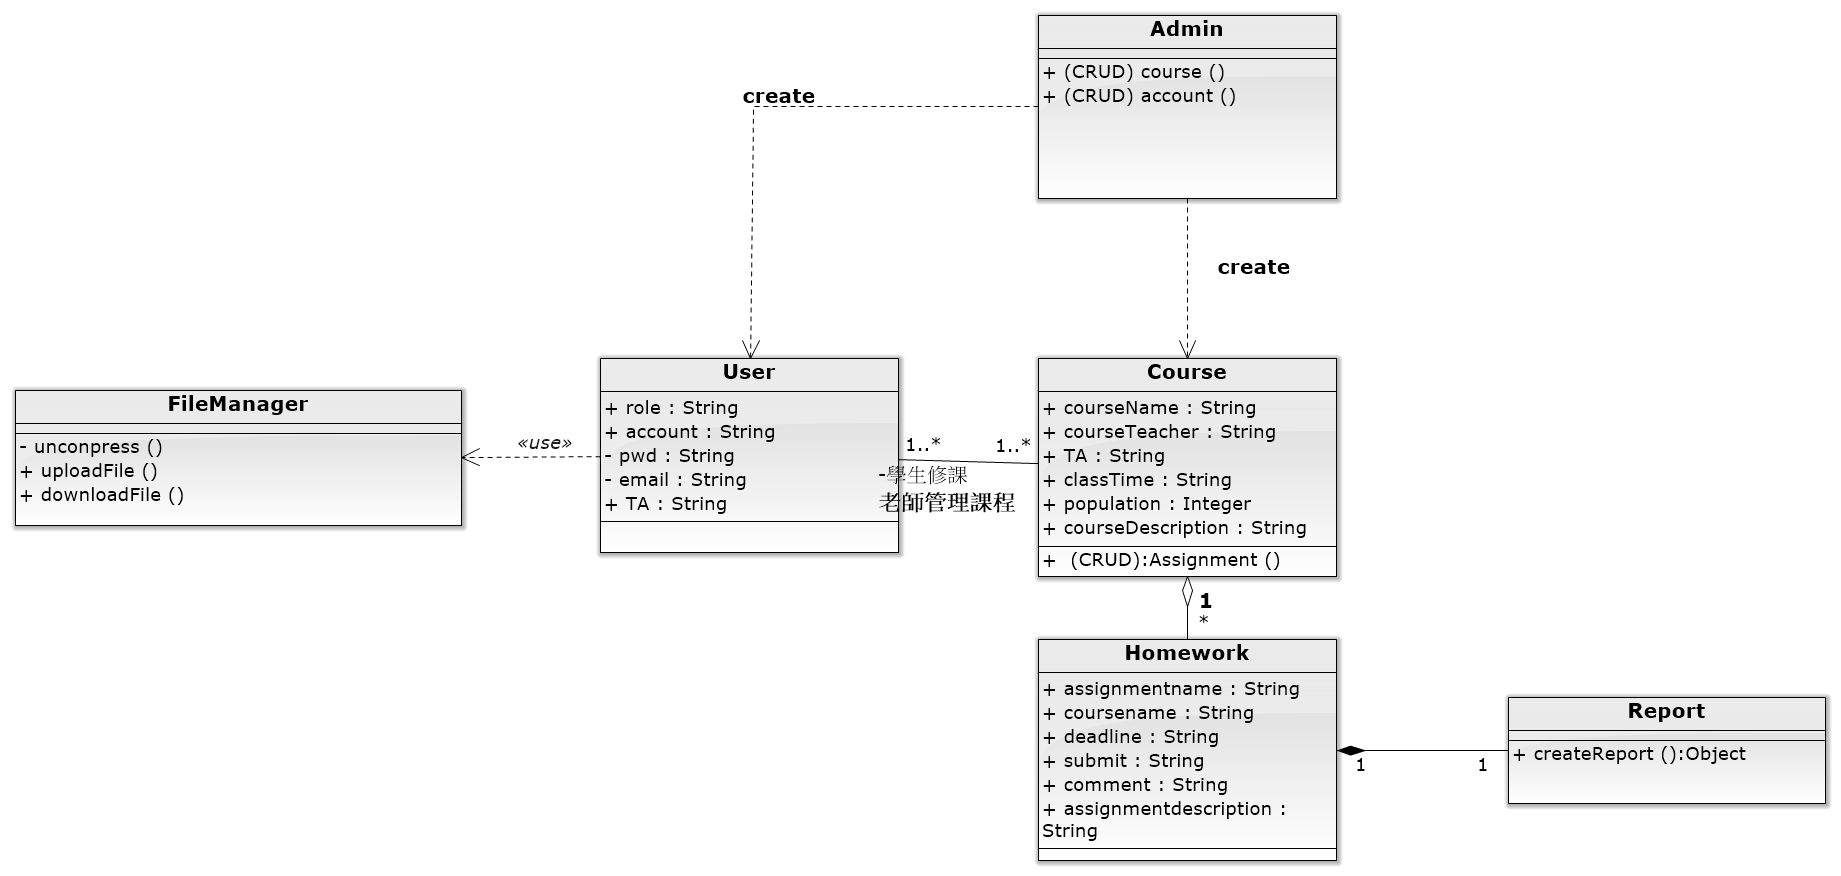 Admin
+ (CRUD) course ()
+ (CRUD) account ()
create
create
FileManager
- unconpress ()
+ uploadFile ()
+ downloadFile ()
«use»
User
+ role : String
+ account : String
- pwd : String
- email : String
+ TA : String
1..*
1..*
-學生修課
老師管理課程
Course
+ courseName : String
+ courseTeacher : String
+ TA : String
+ classTime : String
+ population : Integer
+ courseDescription : String
+ (CRUD):Assignment ()
1
*
Homework
+ assignmentname : String
+ coursename : String
+ deadline : String
+ submit : String
+ comment : String
+ assignmentdescription :
String
1
1
Report
+ createReport ():Object